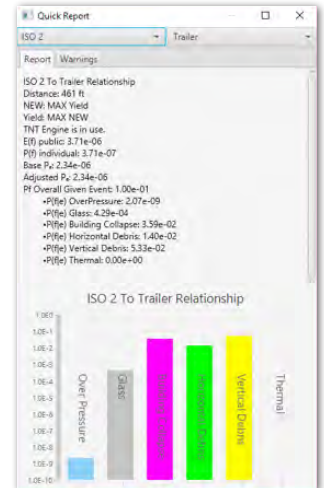 Quick Report
ISO 2
Trailer
Report Warnings
ISO 2 To Trailer Relationship
Distance: 461 ft
NEW: MAX Yield
Yield: MAX NEW
TNT Engine is in use.
E(f) public: 3.71e-06
P(f) individual: 3.71e-07
Base Pₑ: 2.34e-06
Adjusted Pₑ: 2.34e-06
Pf Overall Given Event: 1.00e-01
•P(f|e) OverPressure: 2.07e-09
•P(f|e) Glass: 4.29e-04
•P(f|e) Building Collapse: 3.59e-02
•P(f|e) Horizontal Debris: 1.40e-02
•P(f|e) Vertical Debris: 5.33e-02
•P(f|e) Thermal: 0.00e+00
ISO 2 To Trailer Relationship
1.0E0
1.0E-1
1.0E-2
1.0E-3
1.0E-4
1.0E-5
1.0E-6
1.0E-7
1.0E-8
1.0E-9
1.0E-10
Over Pressure
Glass
Building Collapse
Horizontal Debris
Vertical Debris
Thermal